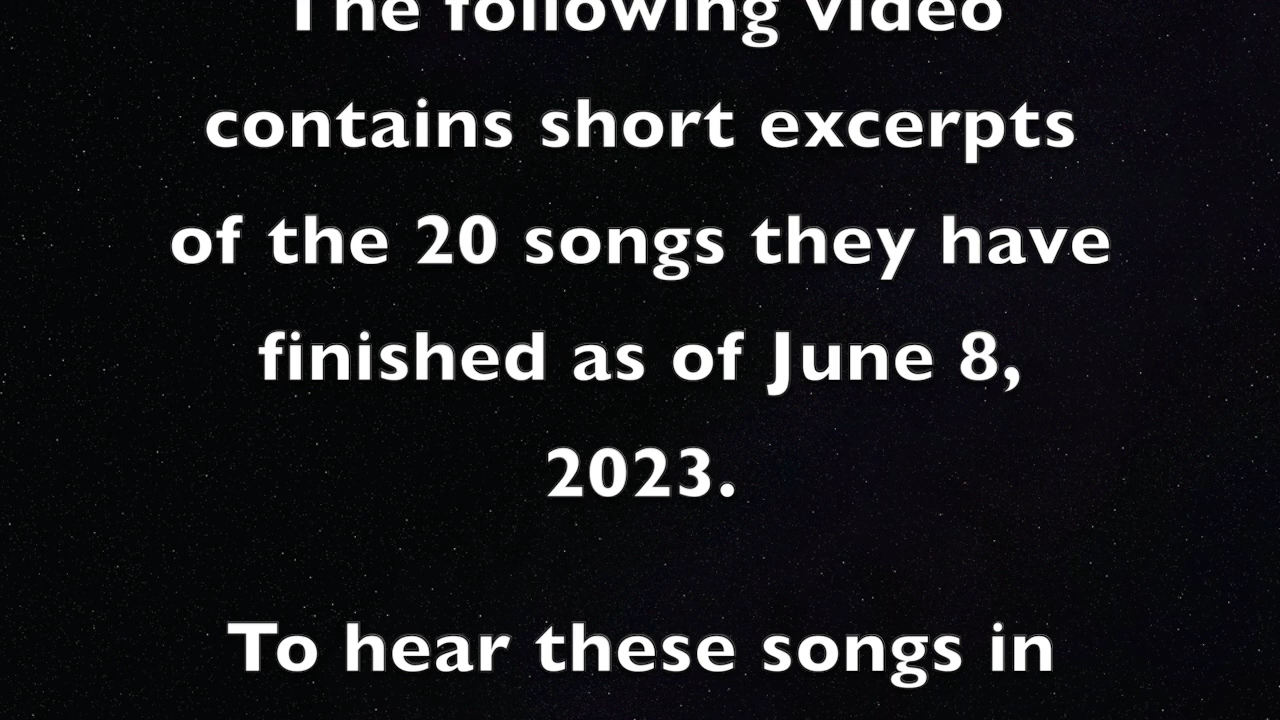 The following video
contains short excerpts
of the 20 songs they have
finished as of June 8,
2023.
To hear these songs in